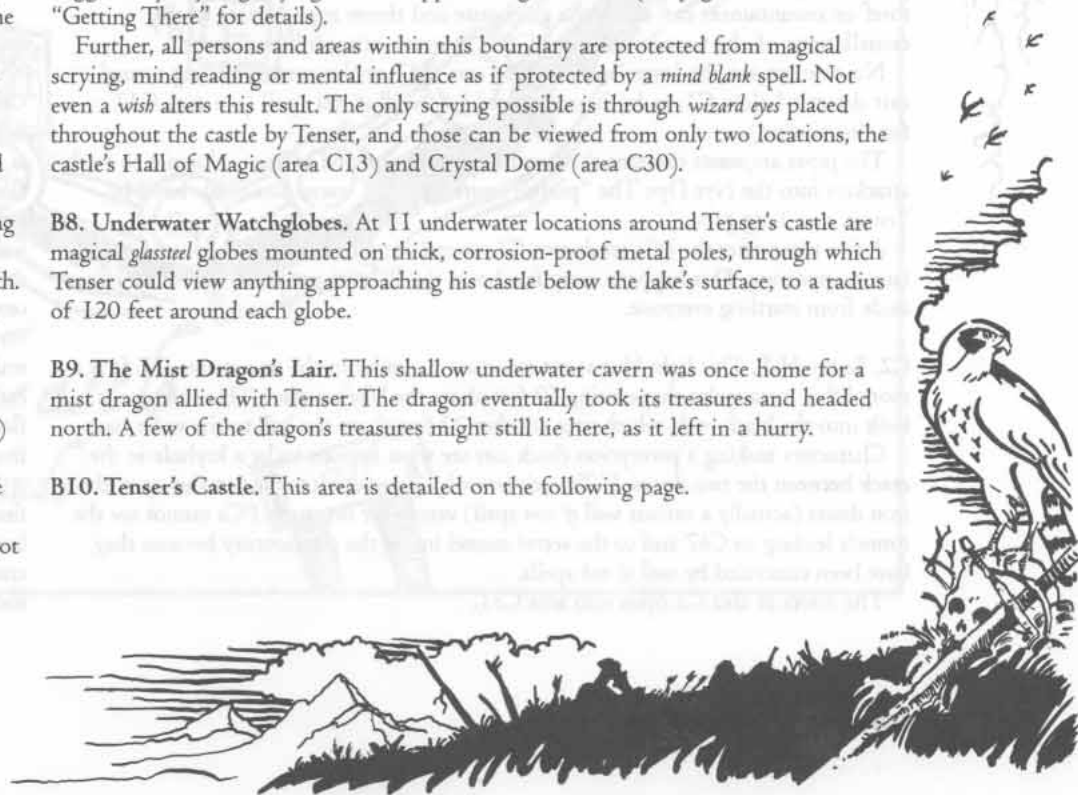 "Getting There" for details).
Further, all persons and areas within this boundary are protected from magical
scrying, mind reading or mental influence as if protected by a mind blank spell. Not
even a wish alters this result. The only scrying possible is through wizard eyes placed
throughout the castle by Tenser, and those can be viewed from only two locations, the
castle's Hall of Magic (area C13) and Crystal Dome (area C30).
B8. Underwater Watchglobes. At 11 underwater locations around Tenser's castle are
magical glassteel globes mounted on thick, corrosion-proof metal poles, through which
Tenser could view anything approaching his castle below the lake's surface, to a radius
of 120 feet around each globe.
B9. The Mist Dragon's Lair. This shallow underwater cavern was once home for a
mist dragon allied with Tenser. The dragon eventually took its treasures and headed
north. A few of the dragon's treasures might still lie here, as it left in a hurry.
B10. Tenser's Castle. This area is detailed on the following page.